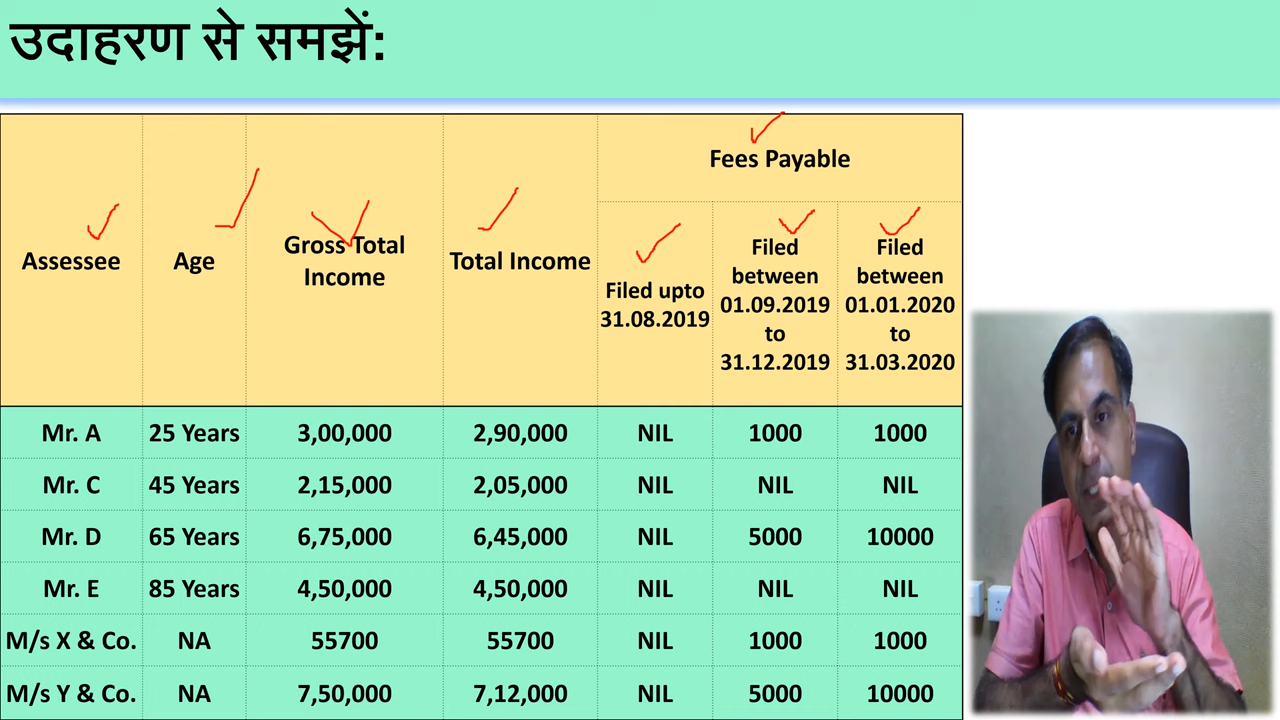 उदाहरण से समझें:
Fees Payable
Assessee Age Gross Total Income Total Income Filed upto 31.08.2019 Filed between 01.09.2019 to 31.12.2019 Filed between 01.01.2020 to 31.03.2020
Mr. A 25 Years 3,00,000 2,90,000 NIL 1000 1000
Mr. C 45 Years 2,15,000 2,05,000 NIL NIL NIL
Mr. D 65 Years 6,75,000 6,45,000 NIL 5000 10000
Mr. E 85 Years 4,50,000 4,50,000 NIL NIL NIL
M/s X & Co. NA 55700 55700 NIL 1000 1000
M/s Y & Co. NA 7,50,000 7,12,000 NIL 5000 10000